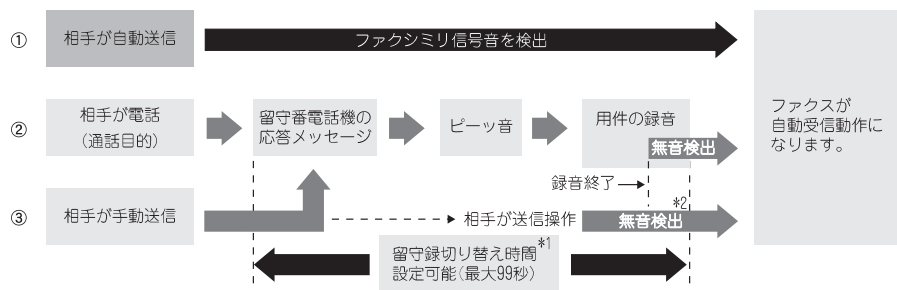 ① 相手が自動送信 ファクシミリ信号音を検出
② 相手が電話
(通話目的)
留守番電話機の
応答メッセージ
ピーッ音
用件の録音
無音検出
録音終了
③ 相手が手動送信
相手が送信操作
無音検出
*2
留守録切り替え時間*1
設定可能(最大99秒)
ファクスが
自動受信動作に
なります。